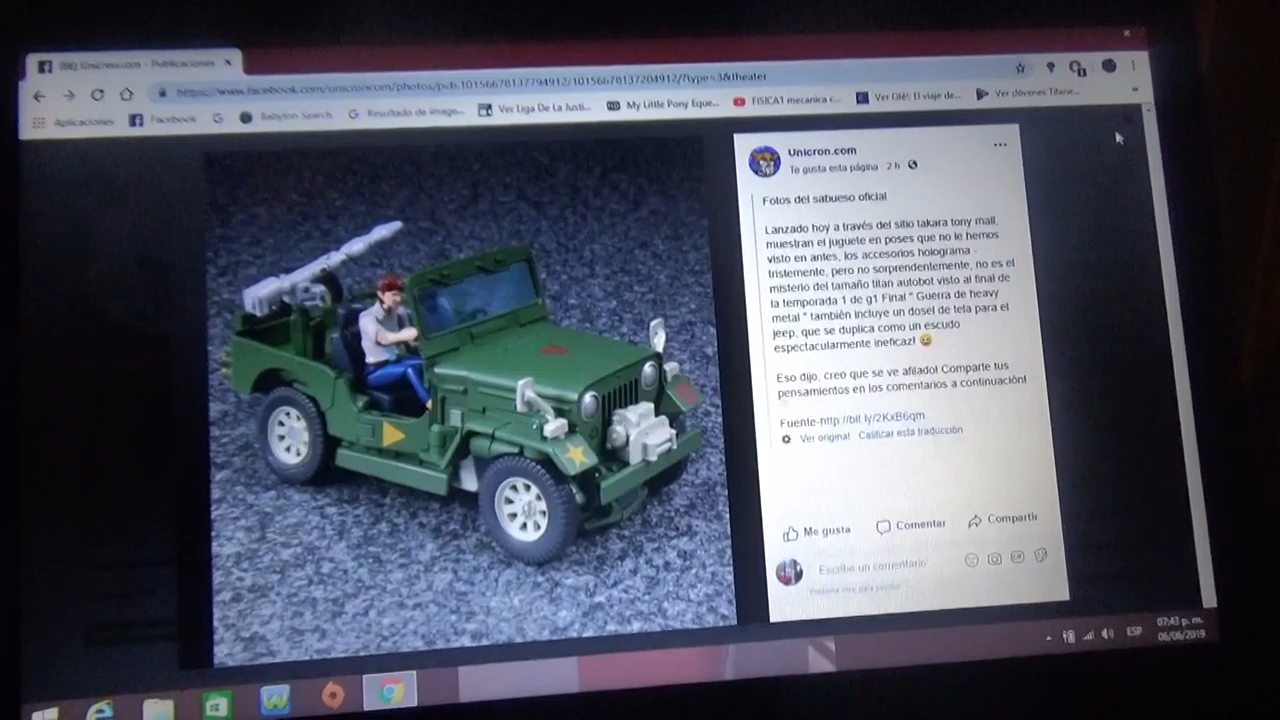 (86) Unicron.com - Publicaciones
https://www.facebook.com/unicroncom/photos/pcb.10156678137794912/10156678137204912/?type=3&theater
Aplicaciones
Facebook
Babylon Search
Resultado de imago...
Ver Liga De La Justi...
My Little Pony Eque...
FISICA1 mecanica c...
Ver Olé!: El viaje de...
Ver Jóvenes Titane...
Unicron.com
Te gusta esta página · 2 h
Fotos del sabueso oficial
Lanzado hoy a través del sitio takara tony mall,
muestran el juguete en poses que no le hemos
visto en antes, los accesorios holograma -
tristemente, pero no sorprendentemente, no es el
misterio del tamaño titan autobot visto al final de
la temporada 1 de g1 Final " Guerra de heavy
metal " también incluye un dosel de tela para el
jeep, que se duplica como un escudo
espectacularmente ineficaz! 😄
Eso dijo, creo que se ve afilado! Comparte tus
pensamientos en los comentarios a continuación!
Fuente-http://bit.ly/2KxB6qm
Ver original · Calificar esta traducción
Me gusta
Comentar
Compartir
Escribe un comentario
ESP
07:43 p. m.
06/06/2019